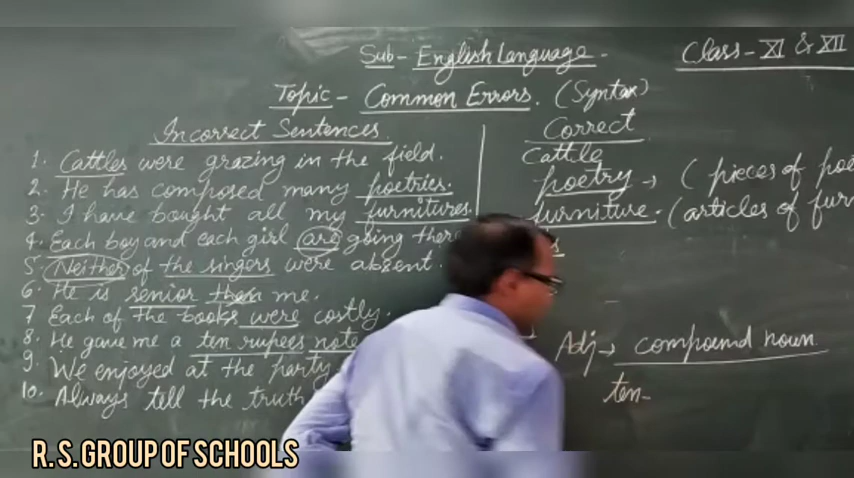 Sub- English Language -
Class - XI & XII
Topic - Common Errors. (Syntax)
Incorrect Sentences
Correct
1. Cattles were grazing in the field.
Cattle
2. He has composed many poetries.
poetry → ( pieces of
3. I have bought all my furnitures.
furniture. → (articles of
4. Each boy and each girl are going
5. Neither of the singers were absent.
6. He is senior than me.
7 Each of the books were costly.
8. He gave me a ten rupees note
Adj → compound noun
9. We enjoyed at the party
ten-
10. Always tell the truth
R. S. GROUP OF SCHOOLS